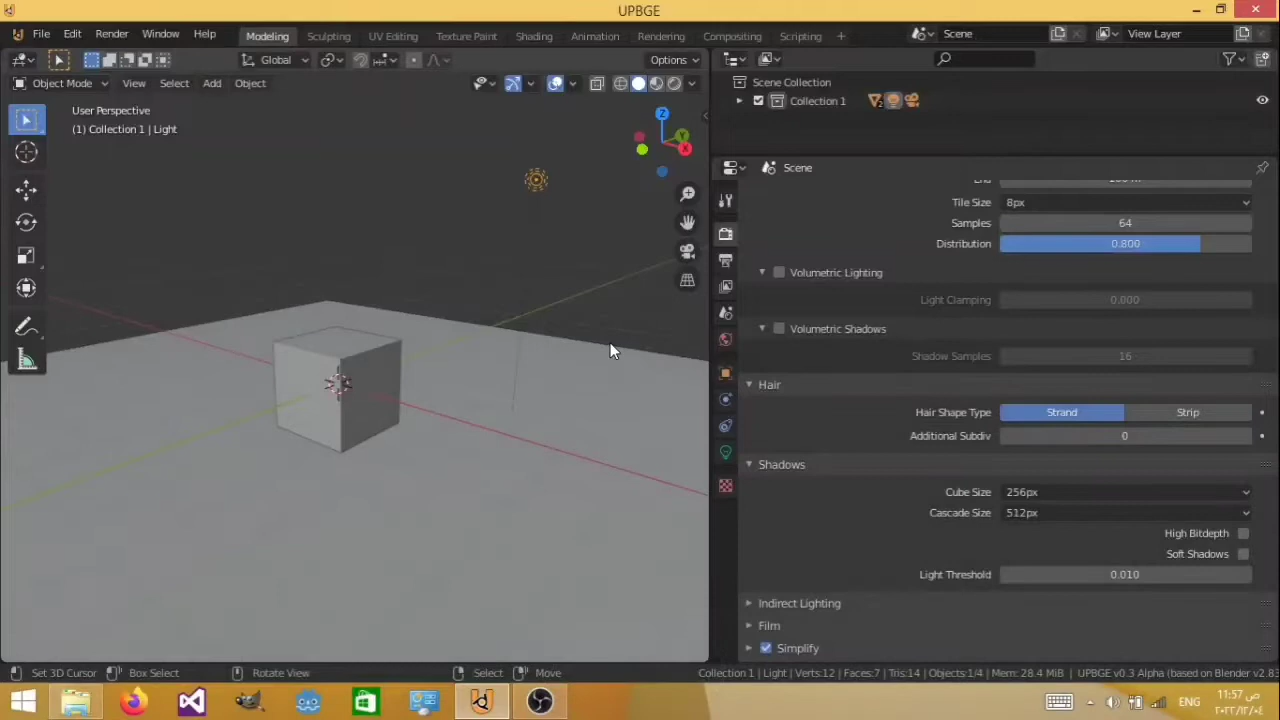 UPBGE
File Edit Render Window Help Modeling Sculpting UV Editing Texture Paint Shading Animation Rendering Compositing Scripting Scene View Layer
Global Options
Object Mode View Select Add Object
Scene Collection
Collection 1
User Perspective
(1) Collection 1 | Light
Z
Y
X
Scene
Tile Size 8px
Samples 64
Distribution 0.800
Volumetric Lighting
Light Clamping 0.000
Volumetric Shadows
Shadow Samples 16
Hair
Hair Shape Type Strand Strip
Additional Subdiv 0
Shadows
Cube Size 256px
Cascade Size 512px
High Bitdepth
Soft Shadows
Light Threshold 0.010
Indirect Lighting
Film
Simplify
Set 3D Cursor Box Select Rotate View Select Move Collection 1 | Light | Verts:12 | Faces:7 | Tris:14 | Objects:1/4 | Mem: 28.4 MiB | UPBGE v0.3 Alpha (based on Blender v2.83
ENG
11:57 ص